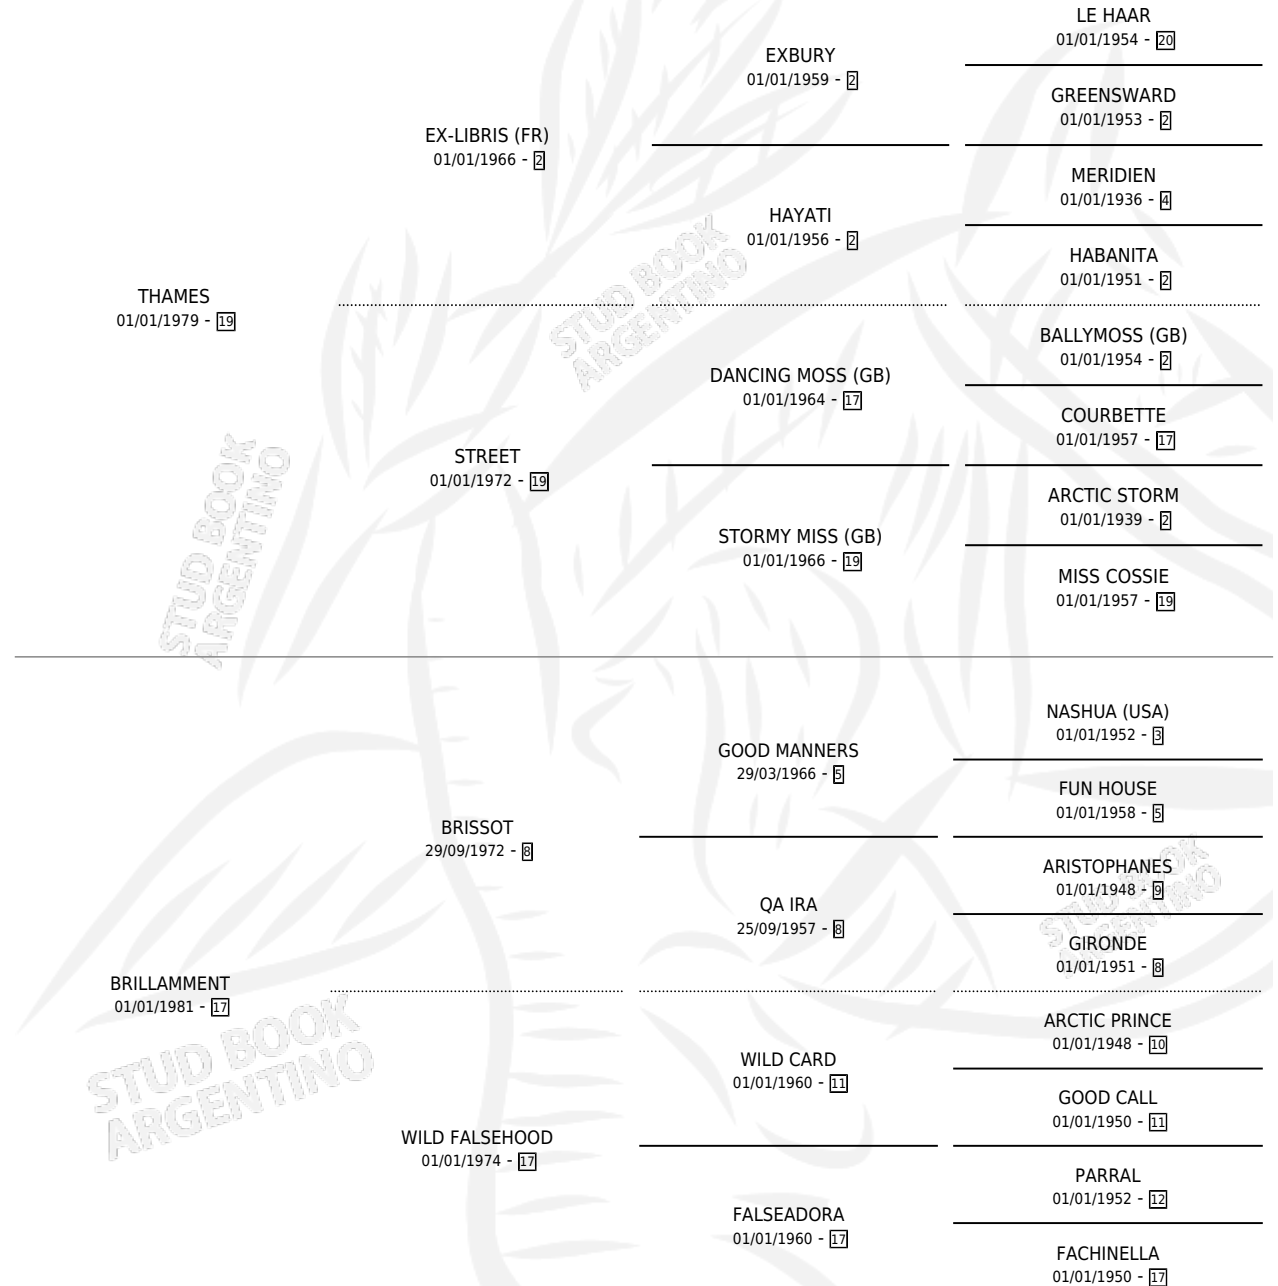 LE HAAR
01/01/1954 - 20
EXBURY
01/01/1959 - 2
GREENSWARD
01/01/1953 - 2
EX-LIBRIS (FR)
01/01/1966 - 2
MERIDIEN
01/01/1936 - 4
HAYATI
01/01/1956 - 2
HABANITA
01/01/1951 - 2
THAMES
01/01/1979 - 19
BALLYMOSS (GB)
01/01/1954 - 2
DANCING MOSS (GB)
01/01/1964 - 17
COURBETTE
01/01/1957 - 17
STREET
01/01/1972 - 19
ARCTIC STORM
01/01/1939 - 2
STORMY MISS (GB)
01/01/1966 - 19
MISS COSSIE
01/01/1957 - 19
STUD BOOK
ARGENTINO
STUD BOOK
ARGENTINO
NASHUA (USA)
01/01/1952 - 3
GOOD MANNERS
29/03/1966 - 5
FUN HOUSE
01/01/1958 - 5
BRISSOT
29/09/1972 - 8
ARISTOPHANES
01/01/1948 - 9
QA IRA
25/09/1957 - 8
GIRONDE
01/01/1951 - 8
BRILLAMMENT
01/01/1981 - 17
ARCTIC PRINCE
01/01/1948 - 10
WILD CARD
01/01/1960 - 11
GOOD CALL
01/01/1950 - 11
WILD FALSEHOOD
01/01/1974 - 17
PARRAL
01/01/1952 - 12
FALSEADORA
01/01/1960 - 17
FACHINELLA
01/01/1950 - 17
STUD BOOK
ARGENTINO
STUD BOOK
ARGENTINO